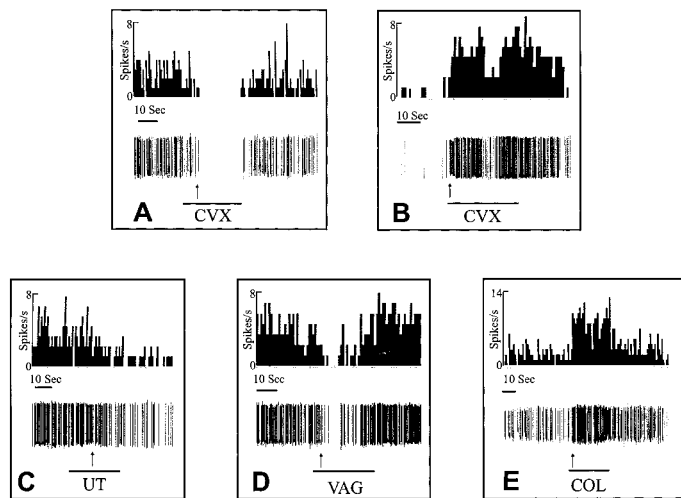 8
Spikes/s
0
10 Sec
A
CVX
8
Spikes/s
0
10 Sec
B
CVX
8
Spikes/s
0
10 Sec
C
UT
8
Spikes/s
0
10 Sec
D
VAG
14
Spikes/s
0
10 Sec
E
COL